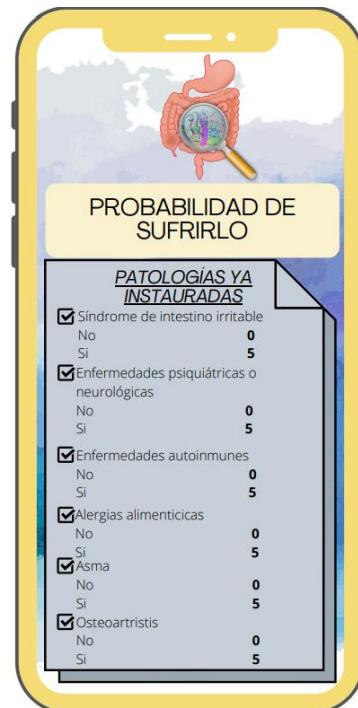 PROBABILIDAD DE
SUFRIRLO
PATOLOGÍAS YA
INSTAURADAS
Síndrome de intestino irritable
No 0
Si 5
Enfermedades psiquiátricas o
neurológicas
No 0
Si 5
Enfermedades autoinmunes
No 0
Si 5
Alergias alimenticicas
No 0
Si 5
Asma
No 0
Si 5
Osteoartristis
No 0
Si 5